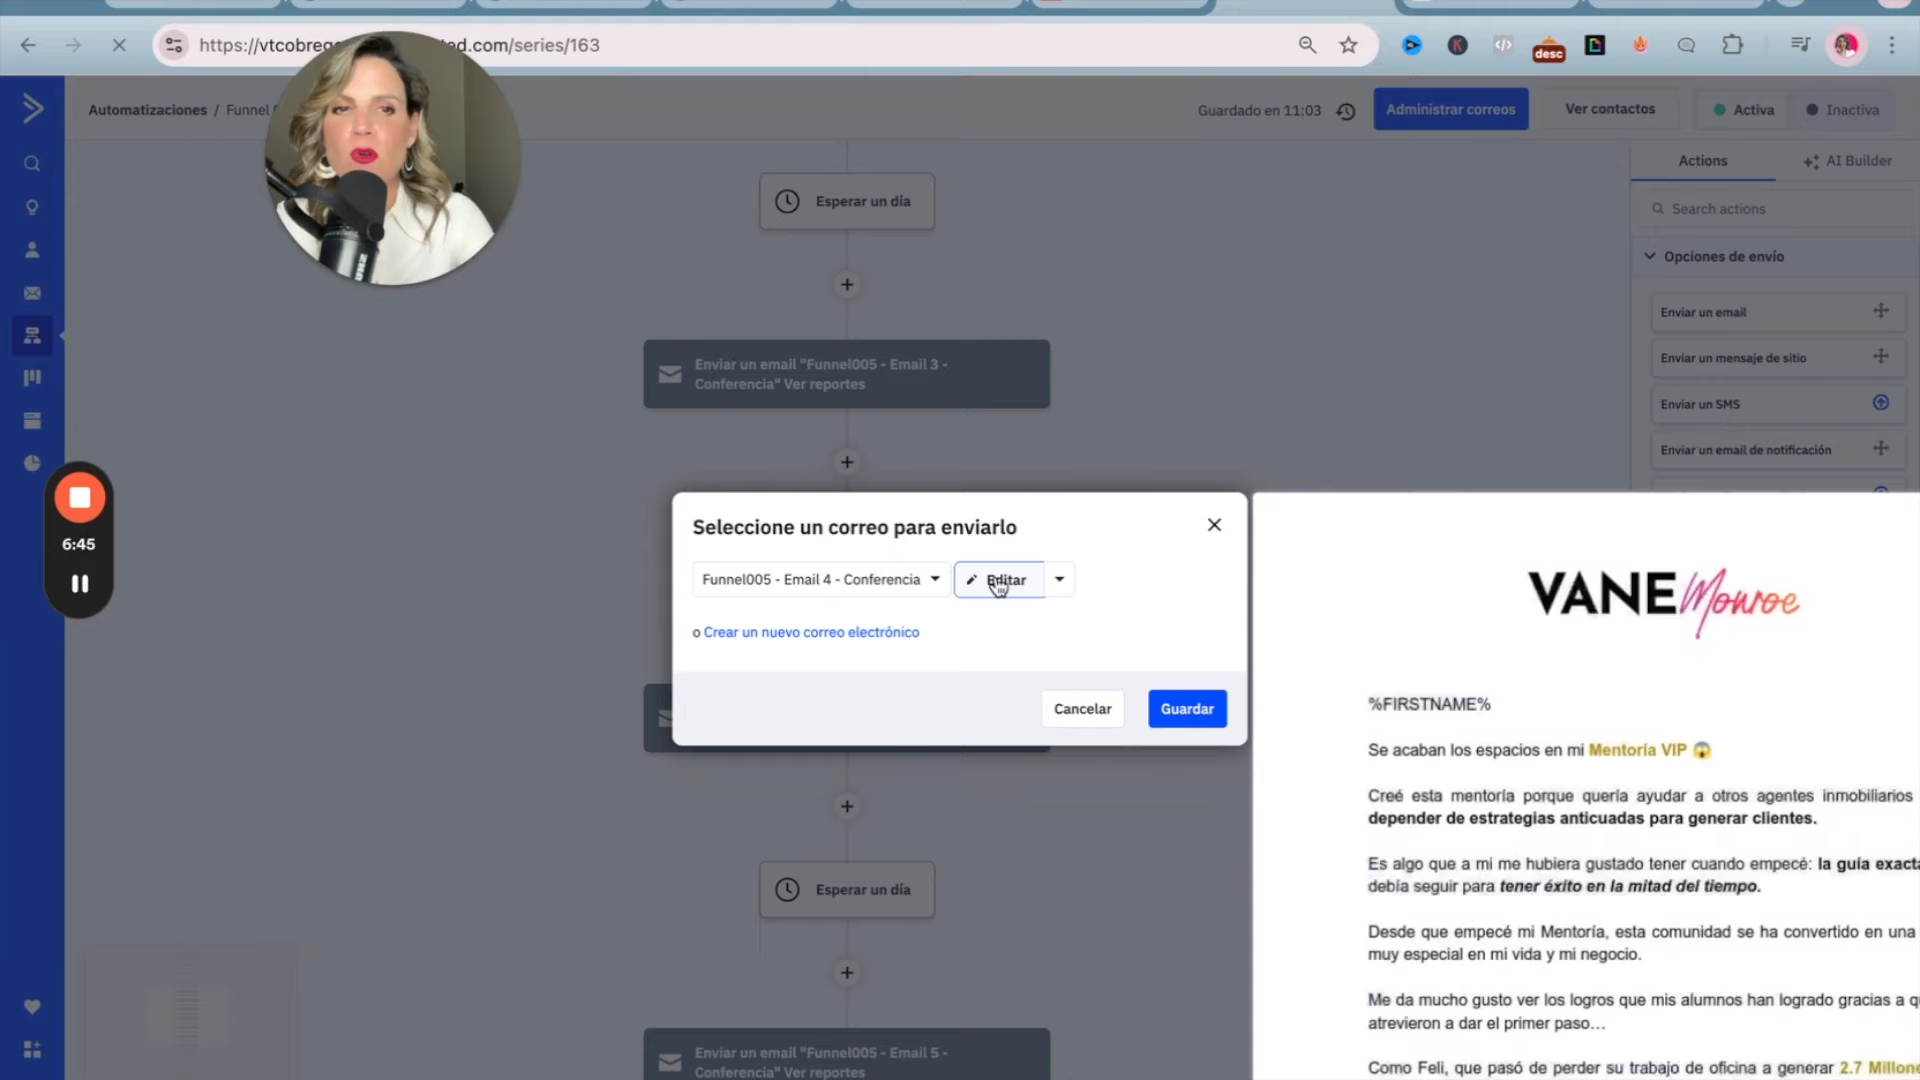 https://vtcobreg
ed.com/series/163
desc
Automatizaciones / Funnel
Guardado en 11:03
Administrar correos
Ver contactos
Activa
Inactiva
Actions
AI Builder
Search actions
Opciones de envío
Enviar un email
Enviar un mensaje de sitio
Enviar un SMS
Enviar un email de notificación
Esperar un día
Enviar un email "Funnel005 - Email 3 -
Conferencia" Ver reportes
6:45
Seleccione un correo para enviarlo
Funnel005 - Email 4 - Conferencia
Editar
o Crear un nuevo correo electrónico
Cancelar
Guardar
Esperar un día
Enviar un email "Funnel005 - Email 5 -
Conferencia" Ver reportes
VANE Monroe
%FIRSTNAME%
Se acaban los espacios en mi Mentoría VIP 😱
Creé esta mentoría porque quería ayudar a otros agentes inmobiliarios
depender de estrategias anticuadas para generar clientes.
Es algo que a mi me hubiera gustado tener cuando empecé: la guía exacta
debía seguir para tener éxito en la mitad del tiempo.
Desde que empecé mi Mentoría, esta comunidad se ha convertido en una
muy especial en mi vida y mi negocio.
Me da mucho gusto ver los logros que mis alumnos han logrado gracias a q
atrevieron a dar el primer paso...
Como Feli, que pasó de perder su trabajo de oficina a generar 2.7 Millone